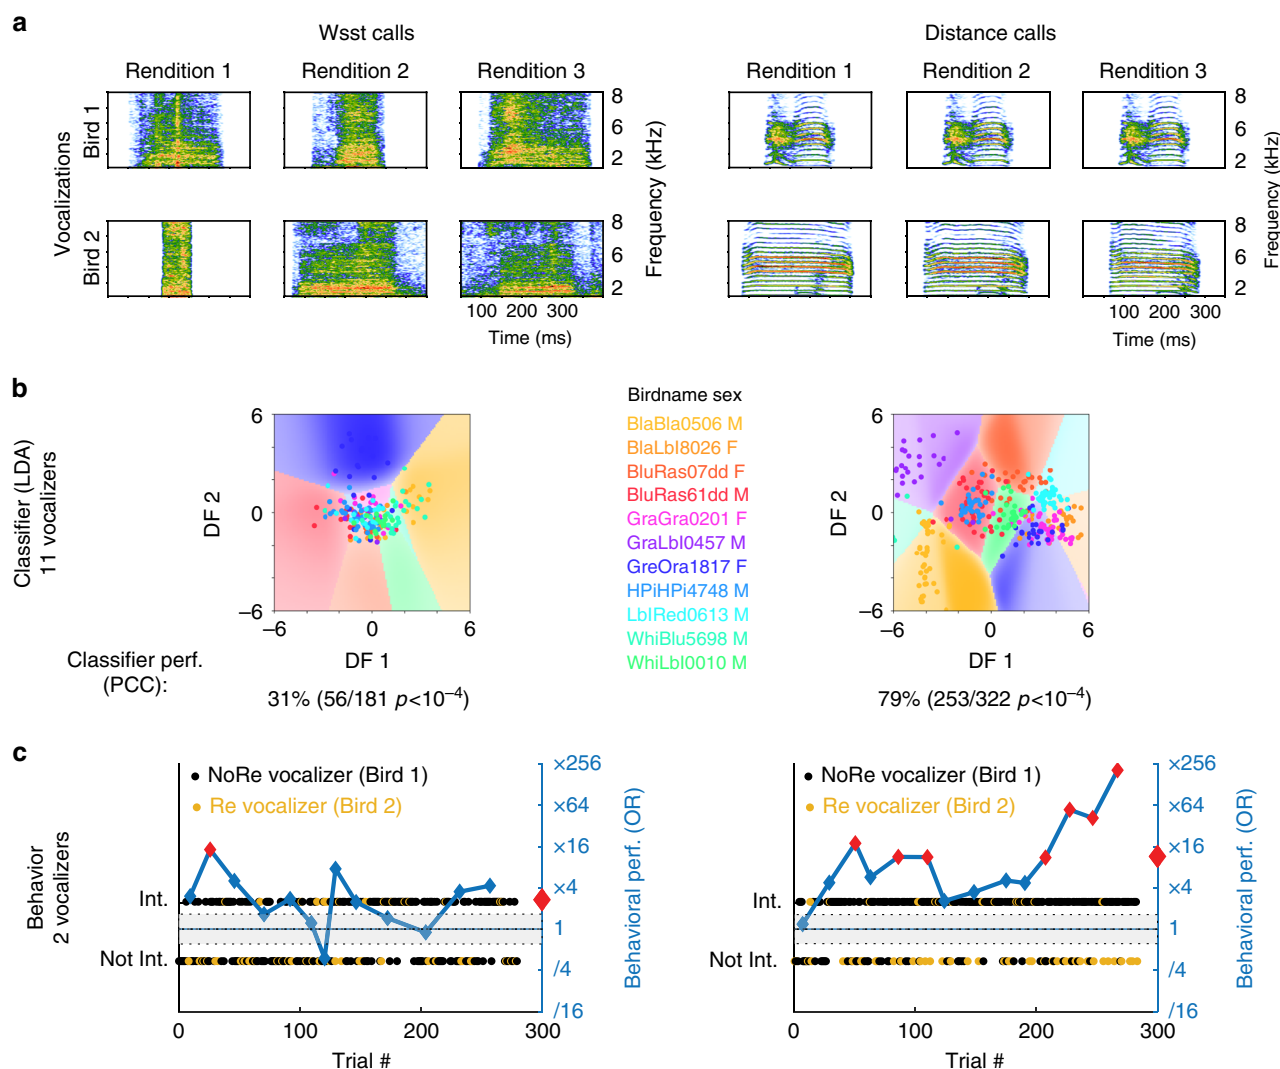 a
Wsst calls
Distance calls
Rendition 1 Rendition 2 Rendition 3
Rendition 1 Rendition 2 Rendition 3
Vocalizations
Bird 1
Bird 2
8
6
2
8
6
2
Frequency (kHz)
100 200 300
Time (ms)
8
6
2
8
6
2
Frequency (kHz)
100 200 300
Time (ms)
b
Classifier (LDA)
11 vocalizers
6
0
−6
DF 2
−6 0 6
DF 1
Birdname sex
BlaBla0506 M
BlaLbl8026 F
BluRas07dd F
BluRas61dd M
GraGra0201 F
GraLbl0457 M
GreOra1817 F
HPiHPi4748 M
LblRed0613 M
WhiBlu5698 M
WhiLbl0010 M
6
0
−6
DF 2
−6 0 6
DF 1
Classifier perf.
(PCC):
31% (56/181 p<10⁻⁴)
79% (253/322 p<10⁻⁴)
c
Behavior
2 vocalizers
NoRe vocalizer (Bird 1)
Re vocalizer (Bird 2)
Int.
Not Int.
×256
×64
×16
×4
1
/4
/16
Behavioral perf. (OR)
0 100 200 300
Trial #
NoRe vocalizer (Bird 1)
Re vocalizer (Bird 2)
Int.
Not Int.
×256
×64
×16
×4
1
/4
/16
Behavioral perf. (OR)
0 100 200 300
Trial #